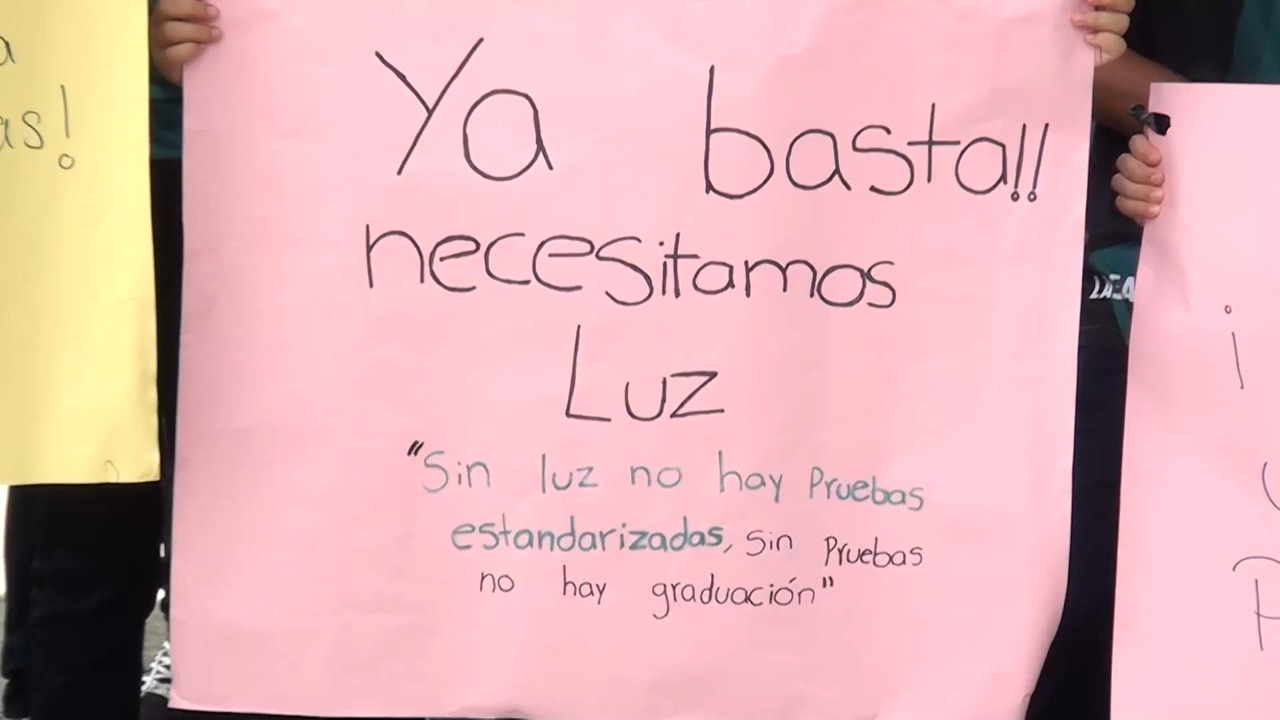 Ya basta!!
necesitamos
Luz
"Sin luz no hay Pruebas
estandarizadas, Sin Pruebas
no hay graduación"